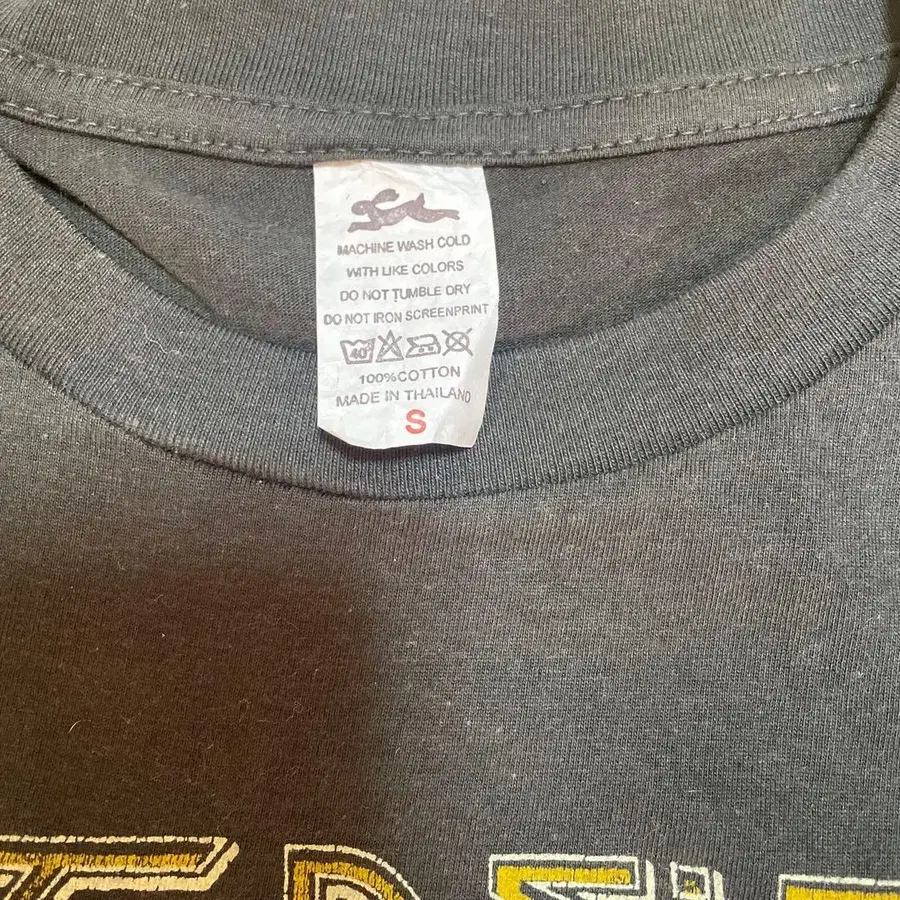 MACHINE WASH COLD
WITH LIKE COLORS
DO NOT TUMBLE DRY
DO NOT IRON SCREENPRINT
40°
100%COTTON
MADE IN THAILAND
S